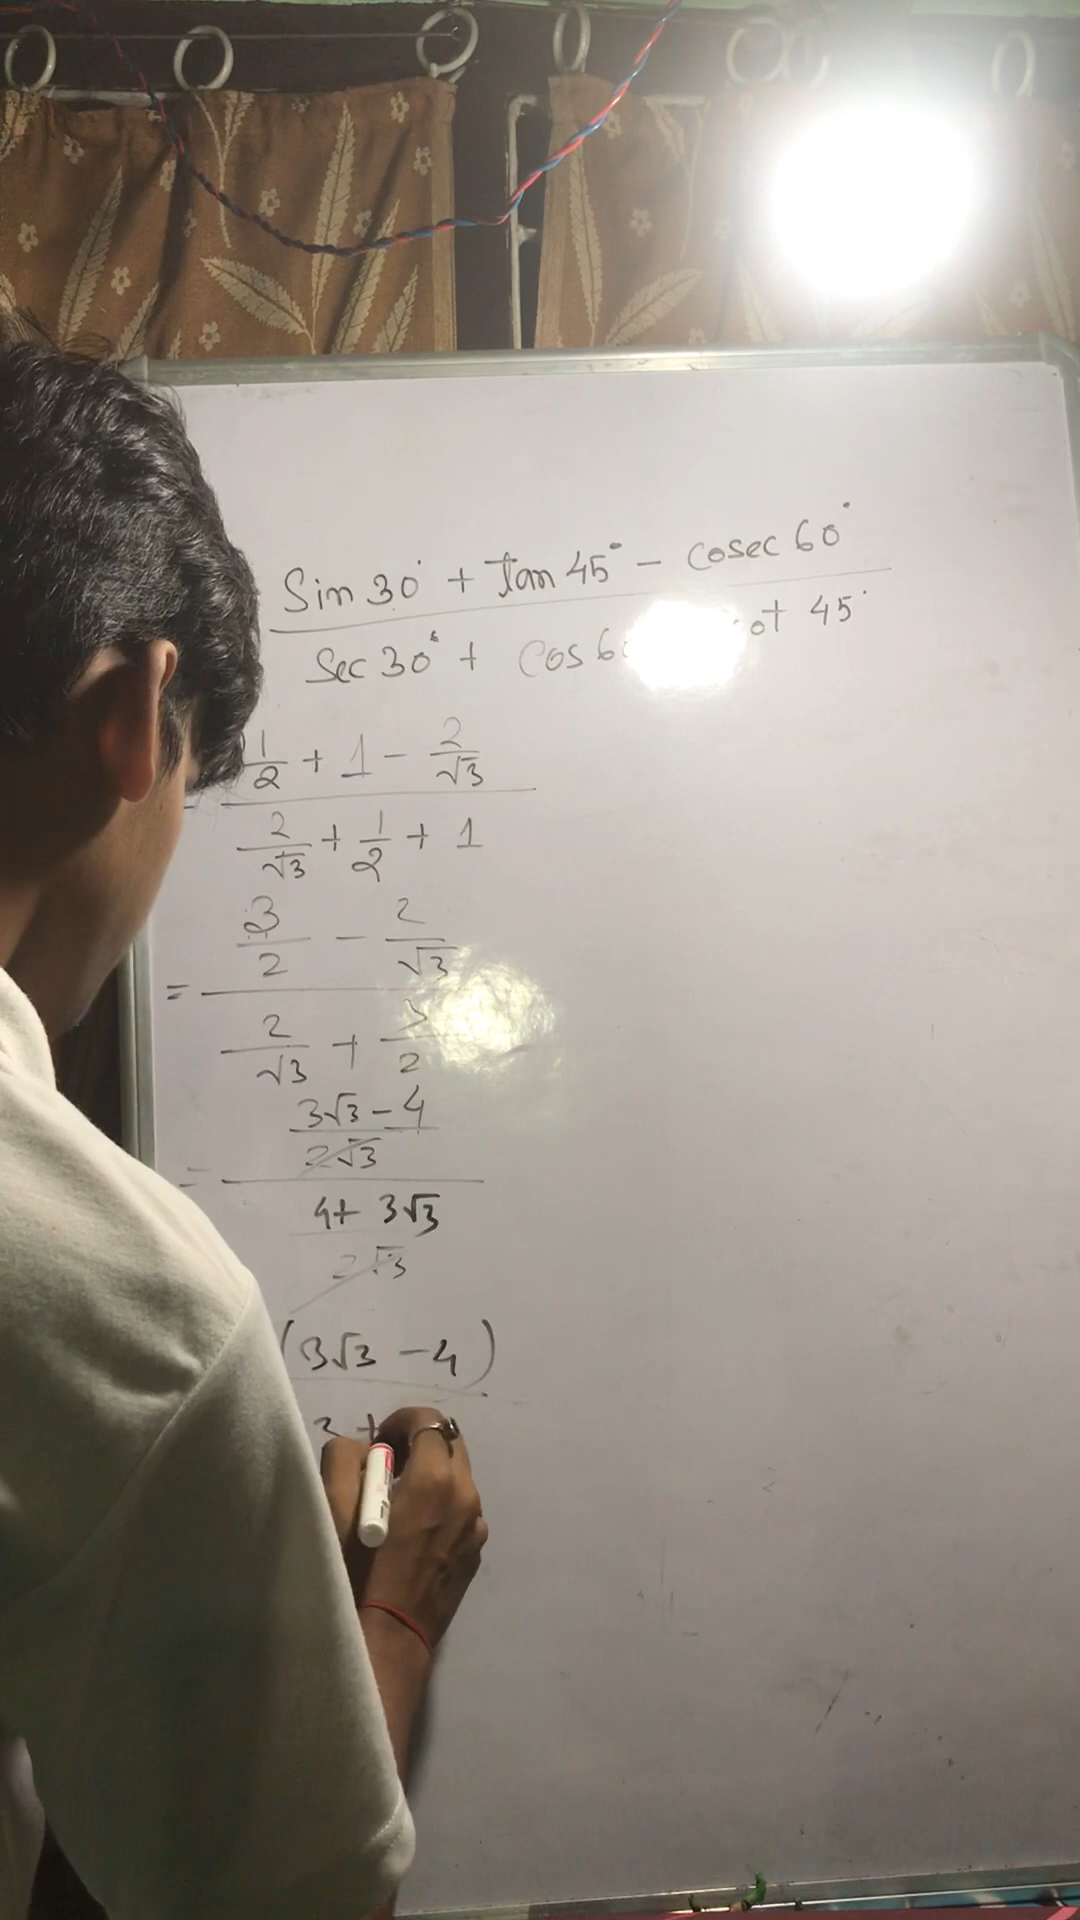 Sin 30° + Tan 45° - Cosec 60°
Sec 30° + Cos 6 ot 45°
1/2 + 1 - 2/√3
2/√3 + 1/2 + 1
3/2 - 2/√3
=
2/√3 + 3/2
3√3 - 4
2√3
=
4 + 3√3
2√3
(3√3 - 4)
+